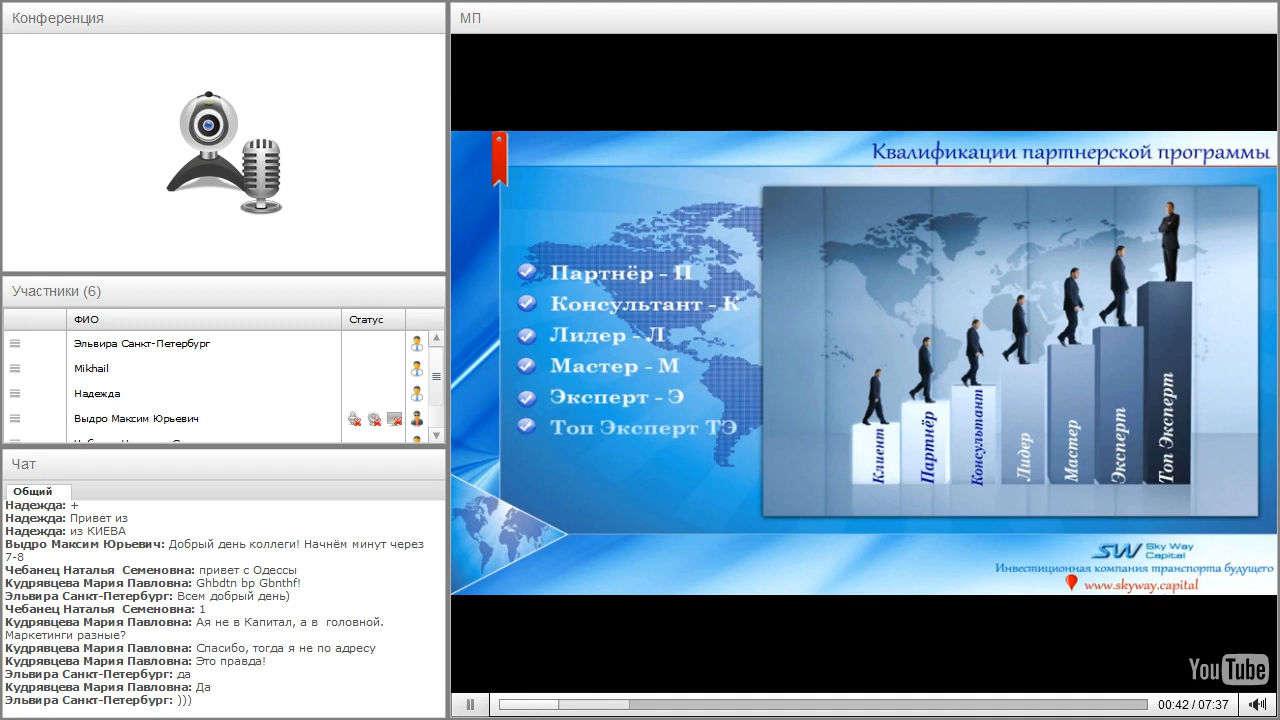 Конференция
Участники (6)
ФИО
Статус
Эльвира Санкт-Петербург
Mikhail
Надежда
Выдро Максим Юрьевич
Чат
Общий
Надежда: +
Надежда: Привет из
Надежда: из КИЕВА
Выдро Максим Юрьевич: Добрый день коллеги! Начнём минут через
7-8
Чебанец Наталья Семеновна: привет с Одессы
Кудрявцева Мария Павловна: Ghbdtn bp Gbnthf!
Эльвира Санкт-Петербург: Всем добрый день)
Чебанец Наталья Семеновна: 1
Кудрявцева Мария Павловна: Ая не в Капитал, а в головной.
Маркетинги разные?
Кудрявцева Мария Павловна: Спасибо, тогда я не по адресу
Кудрявцева Мария Павловна: Это правда!
Эльвира Санкт-Петербург: да
Кудрявцева Мария Павловна: Да
Эльвира Санкт-Петербург: )))
МП
Квалификации партнерской программы
Партнёр - П
Консультант - К
Лидер - Л
Мастер - М
Эксперт - Э
Топ Эксперт ТЭ
Клиент
Партнёр
Консультант
Лидер
Мастер
Эксперт
Топ Эксперт
SW Sky Way
Capital
Инвестиционная компания транспорта будущего
www.skyway.capital
YouTube
00:42 / 07:37